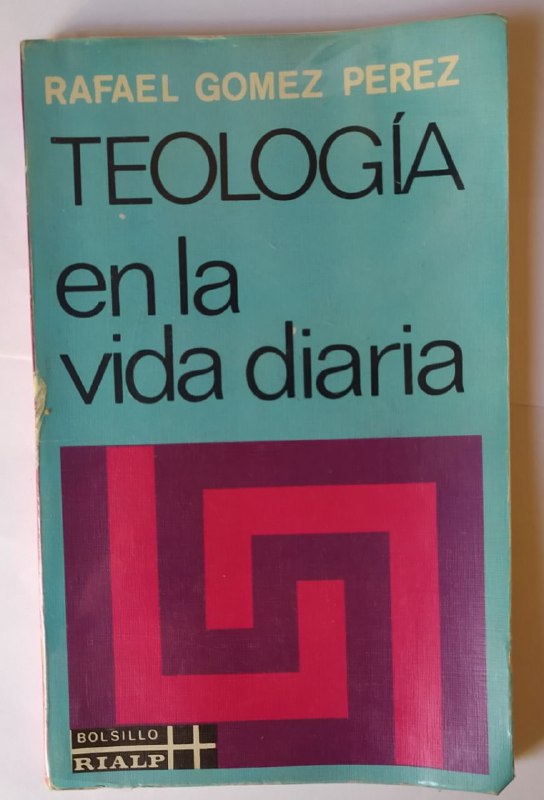 RAFAEL GOMEZ PEREZ
TEOLOGÍA
en la
vida diaria
BOLSILLO
RIALP